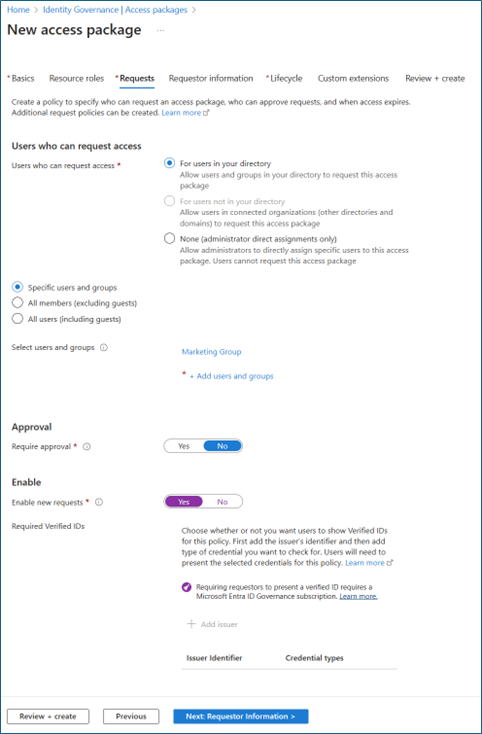 Home > Identity Governance | Access packages >
New access package ...
* Basics Resource roles * Requests Requestor information * Lifecycle Custom extensions Review + create
Create a policy to specify who can request an access package, who can approve requests, and when access expires.
Additional request policies can be created. Learn more
Users who can request access
Users who can request access *
For users in your directory
Allow users and groups in your directory to request this access
package
For users not in your directory
Allow users in connected organizations (other directories and
domains) to request this access package
None (administrator direct assignments only)
Allow administrators to directly assign specific users to this access
package. Users cannot request this access package
Specific users and groups
All members (excluding guests)
All users (including guests)
Select users and groups
Marketing Group
* + Add users and groups
Approval
Require approval * Yes No
Enable
Enable new requests * Yes No
Required Verified IDs
Choose whether or not you want users to show Verified IDs
for this policy. First add the issuer's identifier and then add
type of credential you want to check for. Users will need to
present the selected credentials for this policy. Learn more
Requiring requestors to present a verified ID requires a
Microsoft Entra ID Governance subscription. Learn more.
+ Add issuer
Issuer Identifier Credential types
Review + create Previous Next: Requestor Information >